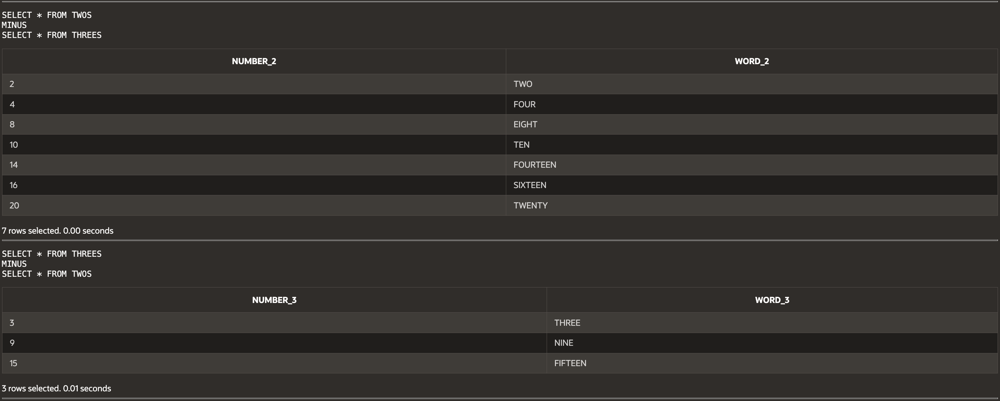 SELECT * FROM TWOS
MINUS
SELECT * FROM THREES
NUMBER_2 WORD_2
2 TWO
4 FOUR
8 EIGHT
10 TEN
14 FOURTEEN
16 SIXTEEN
20 TWENTY
7 rows selected. 0.00 seconds
SELECT * FROM THREES
MINUS
SELECT * FROM TWOS
NUMBER_3 WORD_3
3 THREE
9 NINE
15 FIFTEEN
3 rows selected. 0.01 seconds